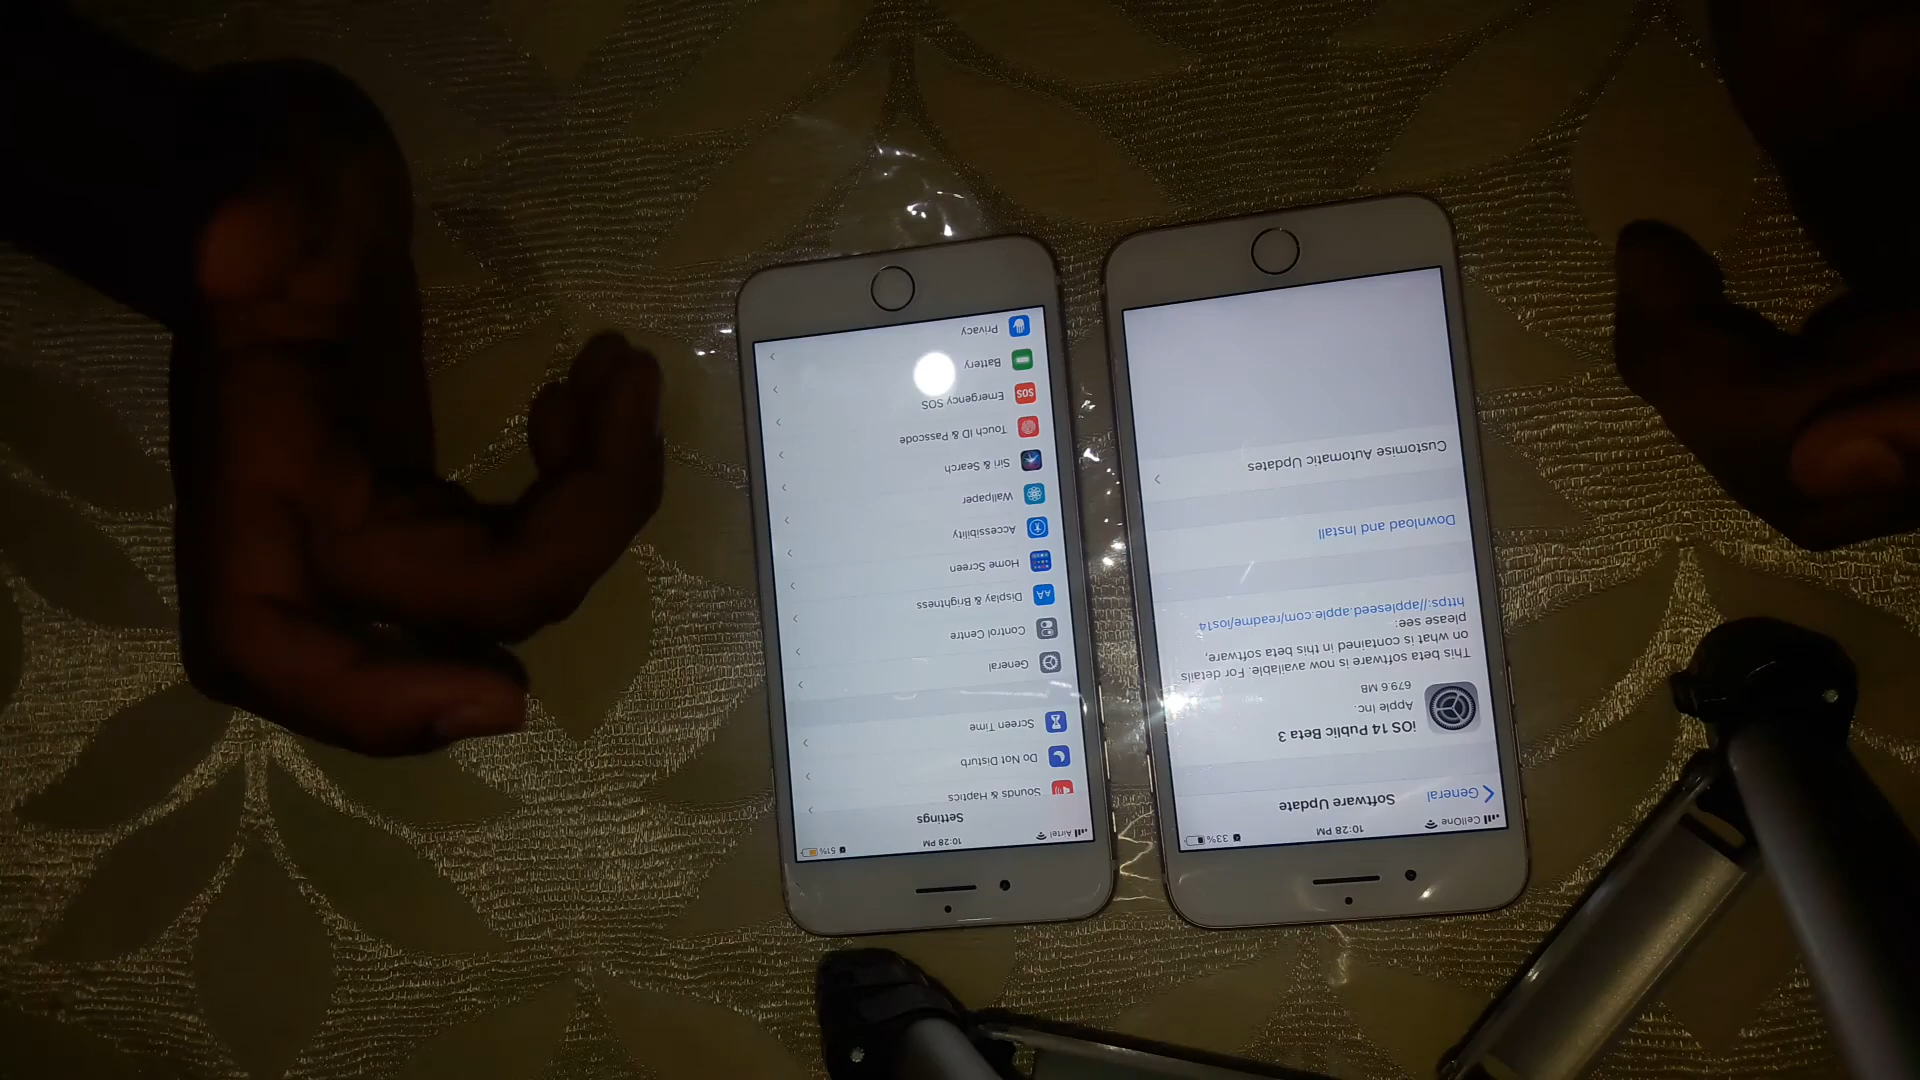 CellOne
10:28 PM
33%
General
Software Update
iOS 14 Public Beta 3
Apple Inc.
679.6 MB
This beta software is now available. For details
on what is contained in this beta software,
please see:
https://appleseed.apple.com/readme/ios14
Download and Install
Customise Automatic Updates
Airtel
10:28 PM
51%
Settings
Sounds & Haptics
Do Not Disturb
Screen Time
General
Control Centre
AA
Display & Brightness
Home Screen
Accessibility
Wallpaper
Siri & Search
Touch ID & Passcode
SOS
Emergency SOS
Battery
Privacy